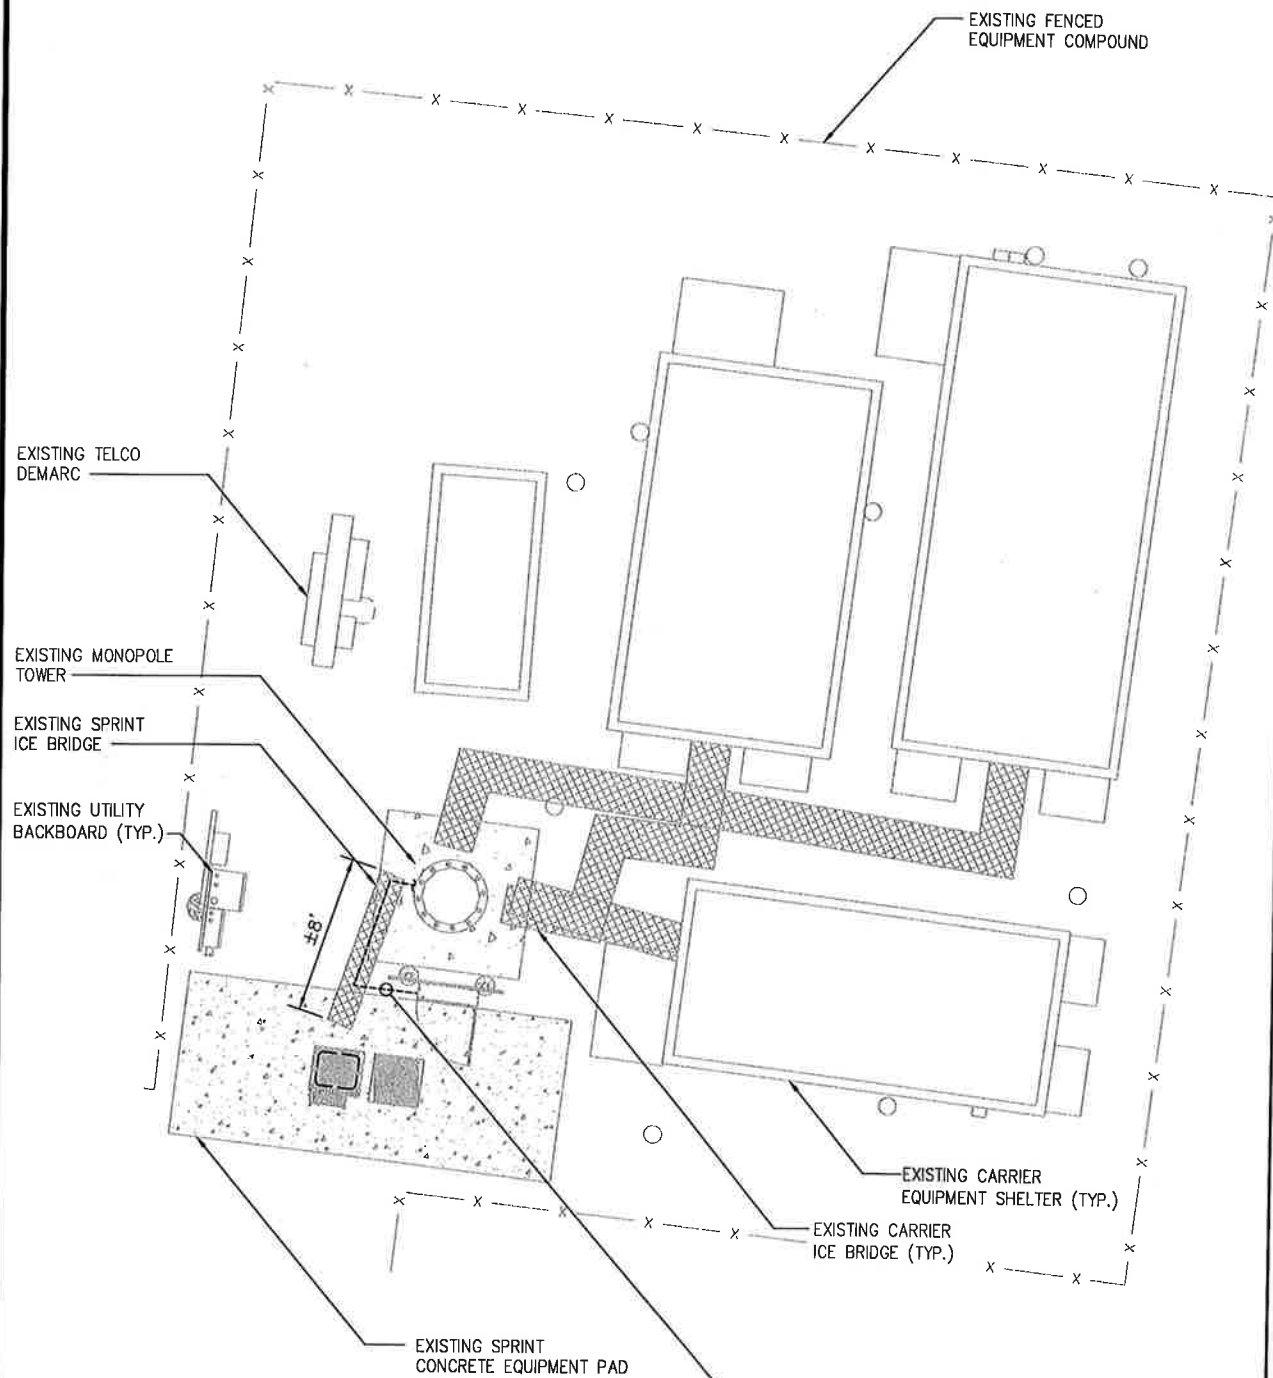 EXISTING FENCED
EQUIPMENT COMPOUND
EXISTING TELCO
DEMARC
EXISTING MONOPOLE
TOWER
EXISTING SPRINT
ICE BRIDGE
EXISTING UTILITY
BACKBOARD (TYP.)
±8'
EXISTING CARRIER
EQUIPMENT SHELTER (TYP.)
EXISTING CARRIER
ICE BRIDGE (TYP.)
EXISTING SPRINT
CONCRETE EQUIPMENT PAD